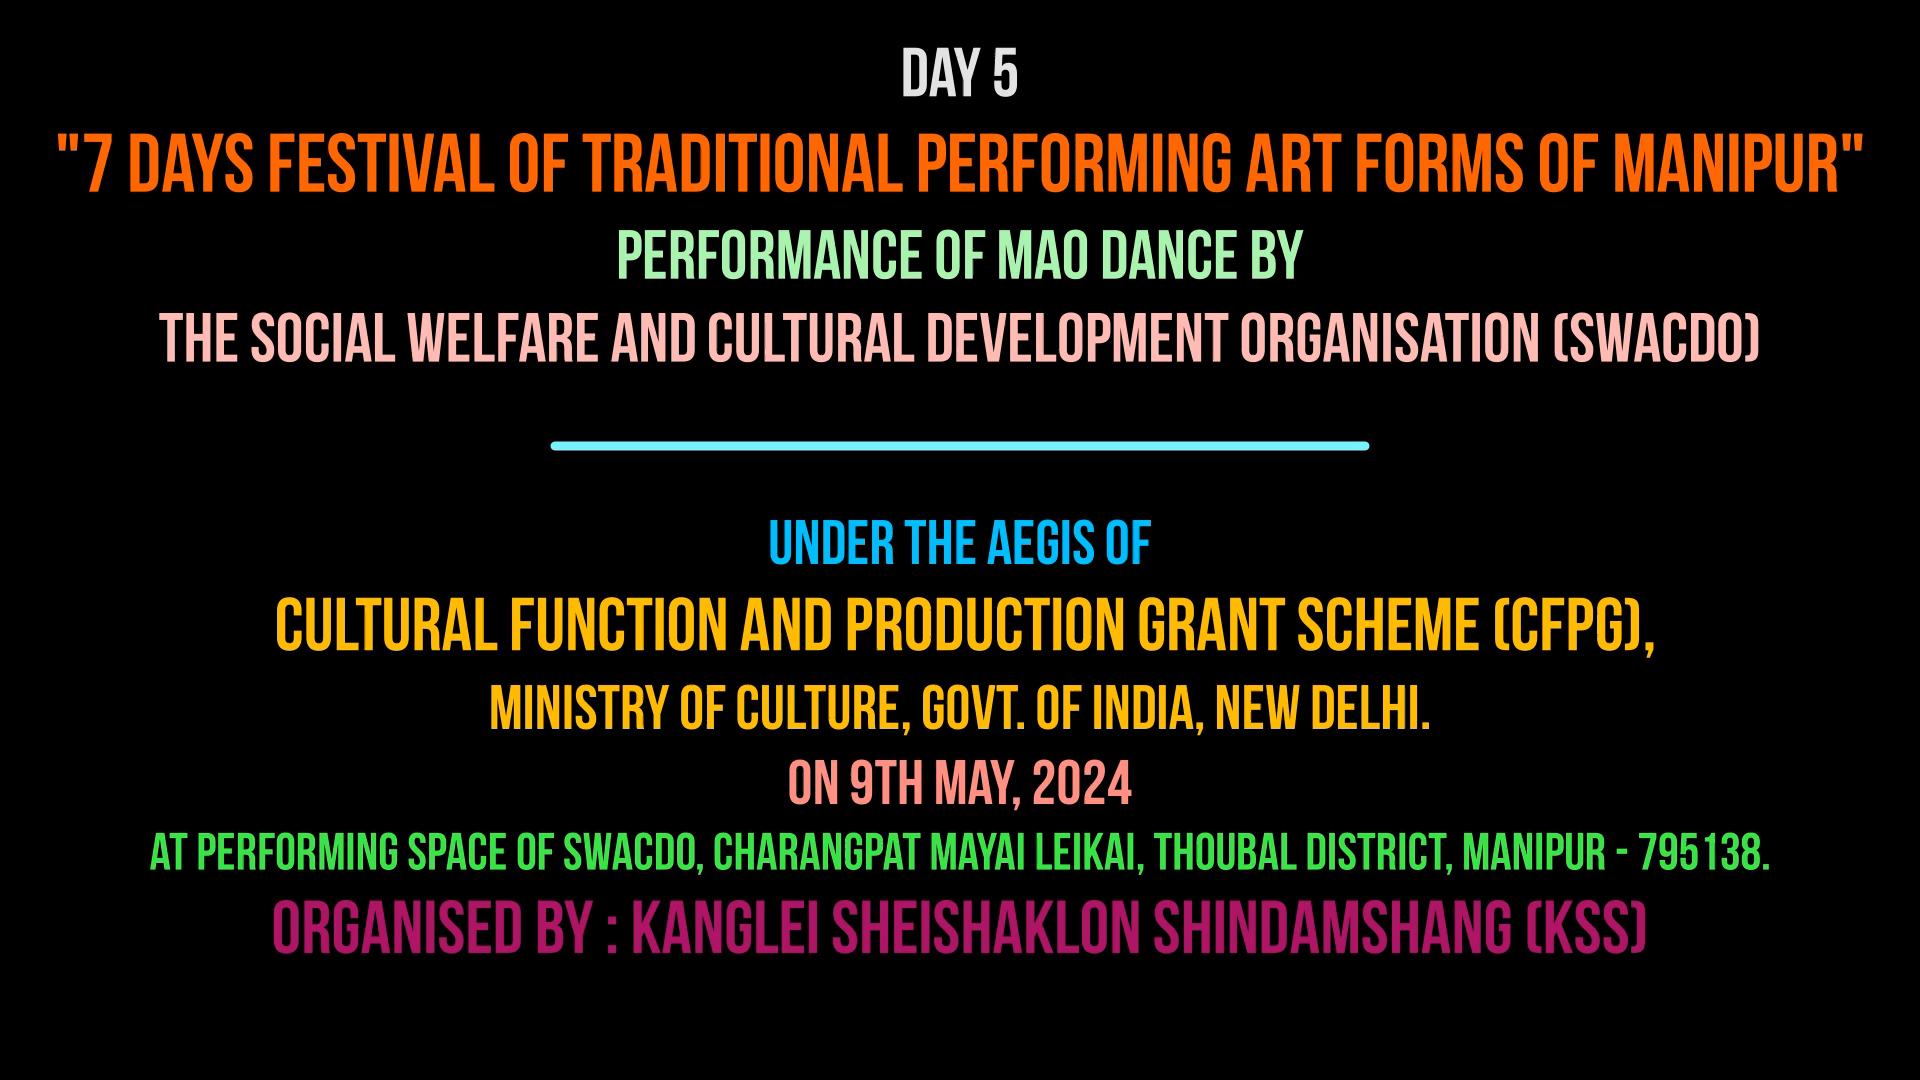 DAY 5
"7 DAYS FESTIVAL OF TRADITIONAL PERFORMING ART FORMS OF MANIPUR"
PERFORMANCE OF MAO DANCE BY
THE SOCIAL WELFARE AND CULTURAL DEVELOPMENT ORGANISATION (SWACDO)
UNDER THE AEGIS OF
CULTURAL FUNCTION AND PRODUCTION GRANT SCHEME (CFPG),
MINISTRY OF CULTURE, GOVT. OF INDIA, NEW DELHI.
ON 9TH MAY, 2024
AT PERFORMING SPACE OF SWACDO, CHARANGPAT MAYAI LEIKAI, THOUBAL DISTRICT, MANIPUR - 795138.
ORGANISED BY : KANGLEI SHEISHAKLON SHINDAMSHANG (KSS)